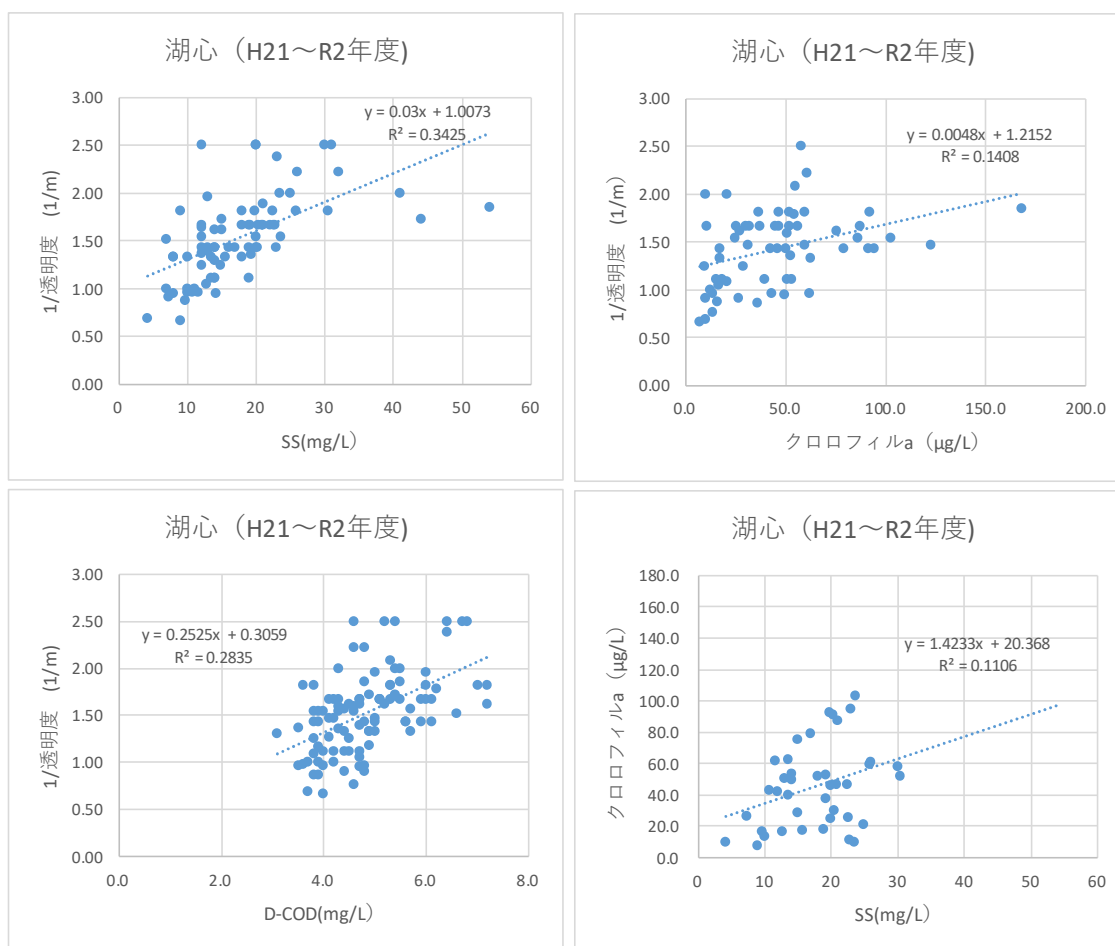 湖心（H21～R2年度)
y = 0.03x + 1.0073
R² = 0.3425
1/透明度 (1/m)
3.00
2.50
2.00
1.50
1.00
0.50
0.00
0 10 20 30 40 50 60
SS(mg/L)
湖心（H21～R2年度)
y = 0.0048x + 1.2152
R² = 0.1408
1/透明度 (1/m)
3.00
2.50
2.00
1.50
1.00
0.50
0.00
0.0 50.0 100.0 150.0 200.0
クロロフィルa（μg/L）
湖心（H21～R2年度)
y = 0.2525x + 0.3059
R² = 0.2835
1/透明度 (1/m)
3.00
2.50
2.00
1.50
1.00
0.50
0.00
0.0 2.0 4.0 6.0 8.0
D-COD(mg/L)
湖心（H21～R2年度)
y = 1.4233x + 20.368
R² = 0.1106
クロロフィルa（μg/L）
180.0
160.0
140.0
120.0
100.0
80.0
60.0
40.0
20.0
0.0
0 10 20 30 40 50 60
SS(mg/L）